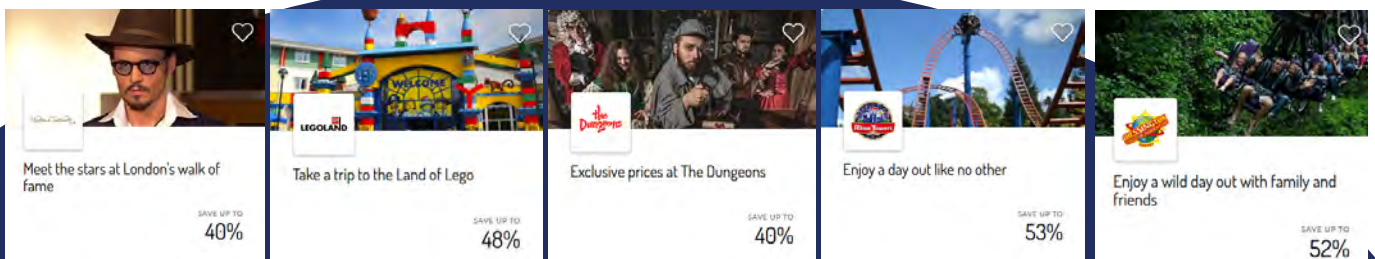 Meet the stars at London's walk of
fame
SAVE UP TO
40%
WELCOME
LEGOLAND
Take a trip to the Land of Lego
SAVE UP TO
48%
the
Dungeons
Exclusive prices at The Dungeons
SAVE UP TO
40%
Alton Towers
Enjoy a day out like no other
SAVE UP TO
53%
Enjoy a wild day out with family and
friends
SAVE UP TO
52%